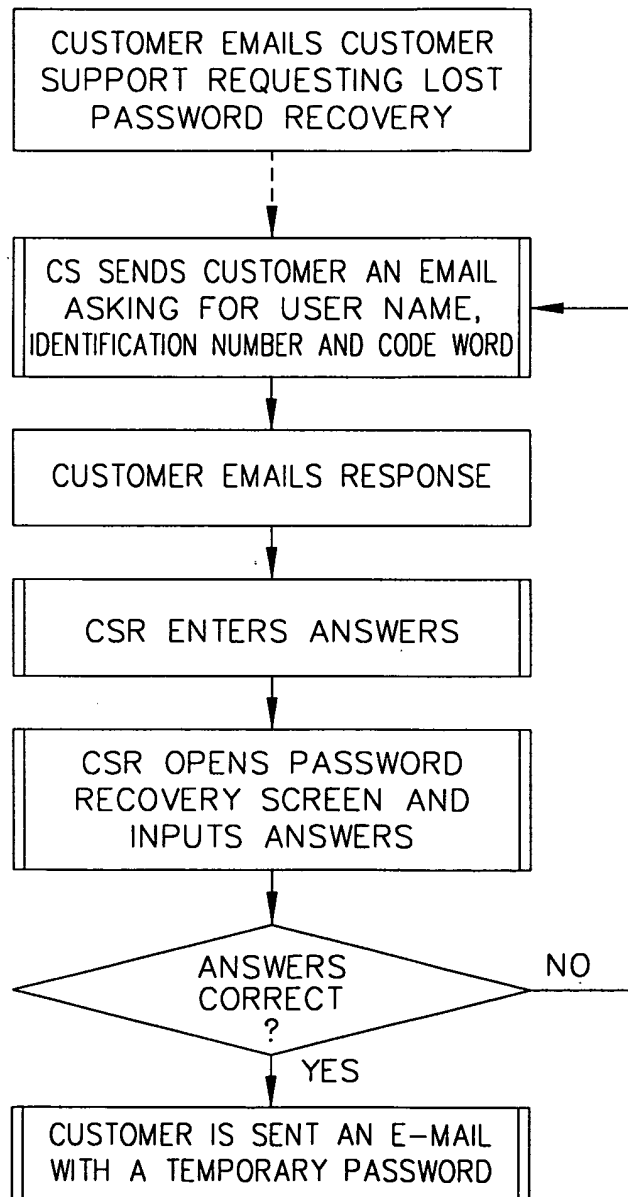 CUSTOMER EMAILS CUSTOMER
SUPPORT REQUESTING LOST
PASSWORD RECOVERY
CS SENDS CUSTOMER AN EMAIL
ASKING FOR USER NAME,
IDENTIFICATION NUMBER AND CODE WORD
CUSTOMER EMAILS RESPONSE
CSR ENTERS ANSWERS
CSR OPENS PASSWORD
RECOVERY SCREEN AND
INPUTS ANSWERS
ANSWERS
CORRECT
?
NO
YES
CUSTOMER IS SENT AN E-MAIL
WITH A TEMPORARY PASSWORD